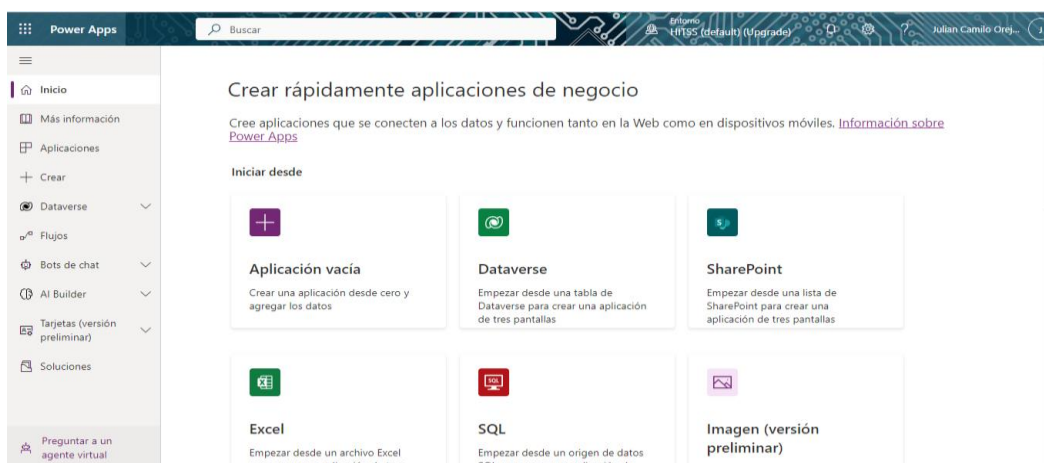 Power Apps
Buscar
Entorno
HITSS (default) (Upgrade)
Julian Camilo Orej...
Inicio
Más información
Aplicaciones
Crear
Dataverse
Flujos
Bots de chat
AI Builder
Tarjetas (versión
preliminar)
Soluciones
Preguntar a un
agente virtual
Crear rápidamente aplicaciones de negocio
Cree aplicaciones que se conecten a los datos y funcionen tanto en la Web como en dispositivos móviles. Información sobre
Power Apps
Iniciar desde
Aplicación vacía
Crear una aplicación desde cero y
agregar los datos
Dataverse
Empezar desde una tabla de
Dataverse para crear una aplicación
de tres pantallas
SharePoint
Empezar desde una lista de
SharePoint para crear una
aplicación de tres pantallas
Excel
Empezar desde un archivo Excel
SQL
Empezar desde un origen de datos
Imagen (versión
preliminar)